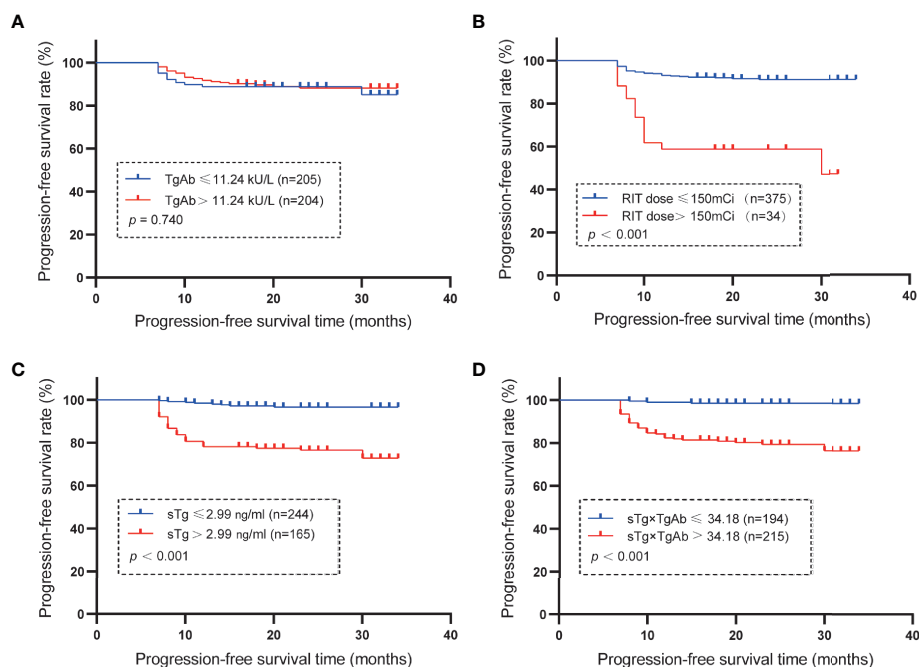 A
Progression-free survival rate (%)
100
80
60
40
20
0
TgAb ≤ 11.24 kU/L (n=205)
TgAb > 11.24 kU/L (n=204)
p = 0.740
0 10 20 30 40
Progression-free survival time (months)
B
Progression-free survival rate (%)
100
80
60
40
20
0
RIT dose ≤ 150mCi (n=375)
RIT dose> 150mCi (n=34)
p < 0.001
0 10 20 30 40
Progression-free survival time (months)
C
Progression-free survival rate (%)
100
80
60
40
20
0
sTg ≤ 2.99 ng/ml (n=244)
sTg > 2.99 ng/ml (n=165)
p < 0.001
0 10 20 30 40
Progression-free survival time (months)
D
Progression-free survival rate (%)
100
80
60
40
20
0
sTg×TgAb ≤ 34.18 (n=194)
sTg×TgAb > 34.18 (n=215)
p < 0.001
0 10 20 30 40
Progression-free survival time (months)